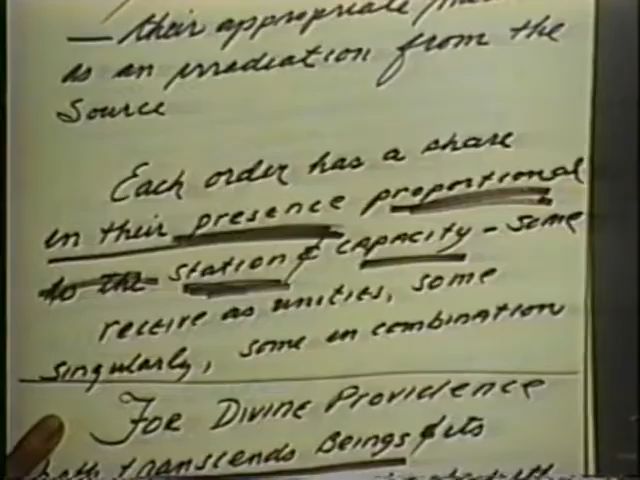 — their appropriate
as an irradiation from the
Source
Each order has a share
in their presence proportional
to the station & capacity - some
receive as unities, some
singularly, some in combination
For Divine Providence
both transcends Beings & its